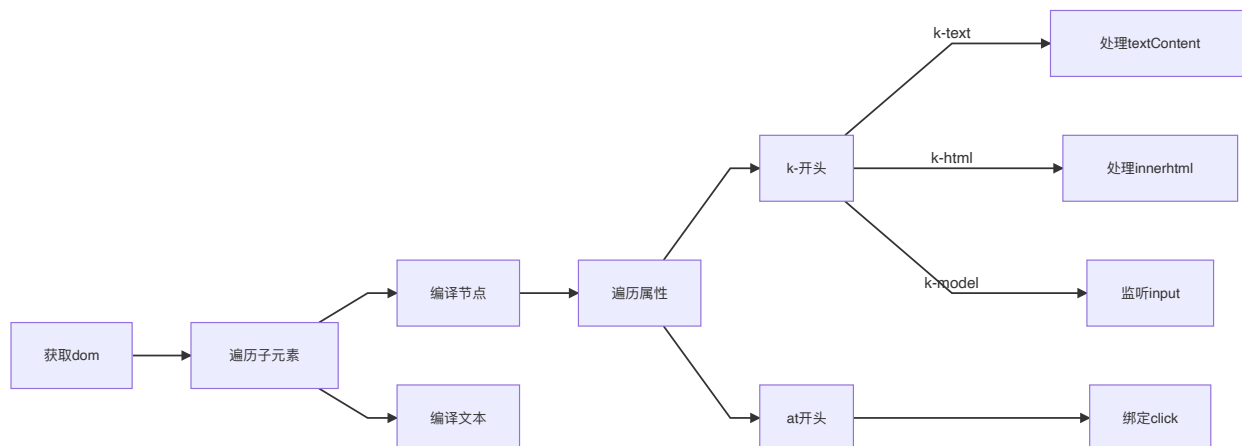 k-text
处理textContent
k-开头
k-html
处理innerhtml
编译节点
遍历属性
k-model
监听input
获取dom
遍历子元素
编译文本
at开头
绑定click